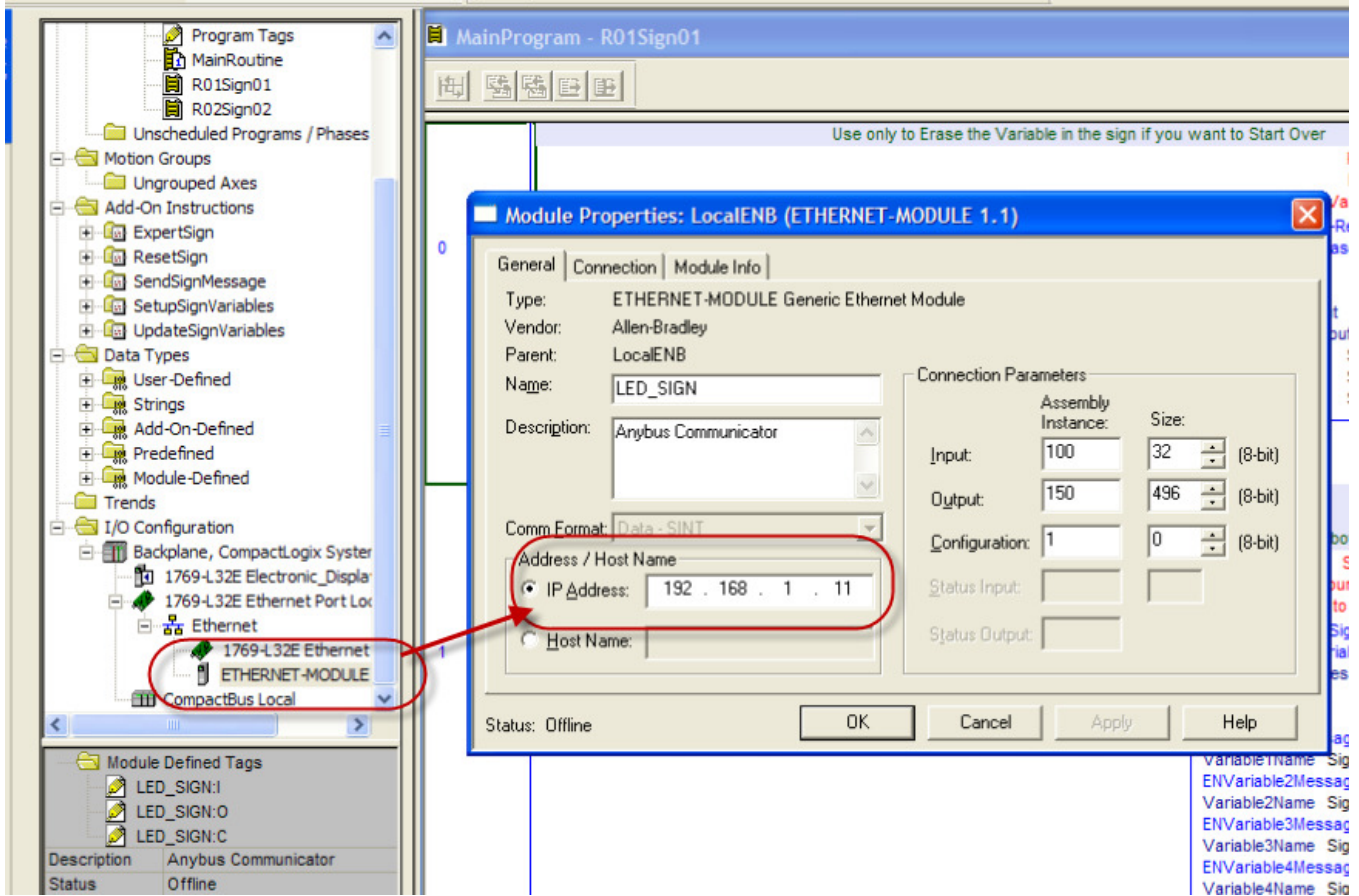 Program Tags
MainRoutine
R01Sign01
R02Sign02
Unscheduled Programs / Phases
Motion Groups
Ungrouped Axes
Add-On Instructions
ExpertSign
ResetSign
SendSignMessage
SetupSignVariables
UpdateSignVariables
Data Types
User-Defined
Strings
Add-On-Defined
Predefined
Module-Defined
Trends
I/O Configuration
Backplane, CompactLogix Syster
1769-L32E Electronic_Displa
1769-L32E Ethernet Port Loc
Ethernet
1769-L32E Ethernet
ETHERNET-MODULE
CompactBus Local
Module Defined Tags
LED_SIGN:I
LED_SIGN:O
LED_SIGN:C
Description Anybus Communicator
Status Offline
MainProgram - R01Sign01
Use only to Erase the Variable in the sign if you want to Start Over
0
1
Module Properties: LocalENB (ETHERNET-MODULE 1.1)
General Connection Module Info
Type: ETHERNET-MODULE Generic Ethernet Module
Vendor: Allen-Bradley
Parent: LocalENB
Name: LED_SIGN
Description: Anybus Communicator
Comm Format: Data - SINT
Address / Host Name
IP Address: 192 . 168 . 1 . 11
Host Name:
Connection Parameters
Assembly
Instance: Size:
Input: 100 32 (8-bit)
Output: 150 496 (8-bit)
Configuration: 1 0 (8-bit)
Status Input:
Status Output:
Status: Offline
OK Cancel Apply Help
Variable1Name Sig
ENVariable2Messag
Variable2Name Sig
ENVariable3Messag
Variable3Name Sig
ENVariable4Messag
Variable4Name Sig